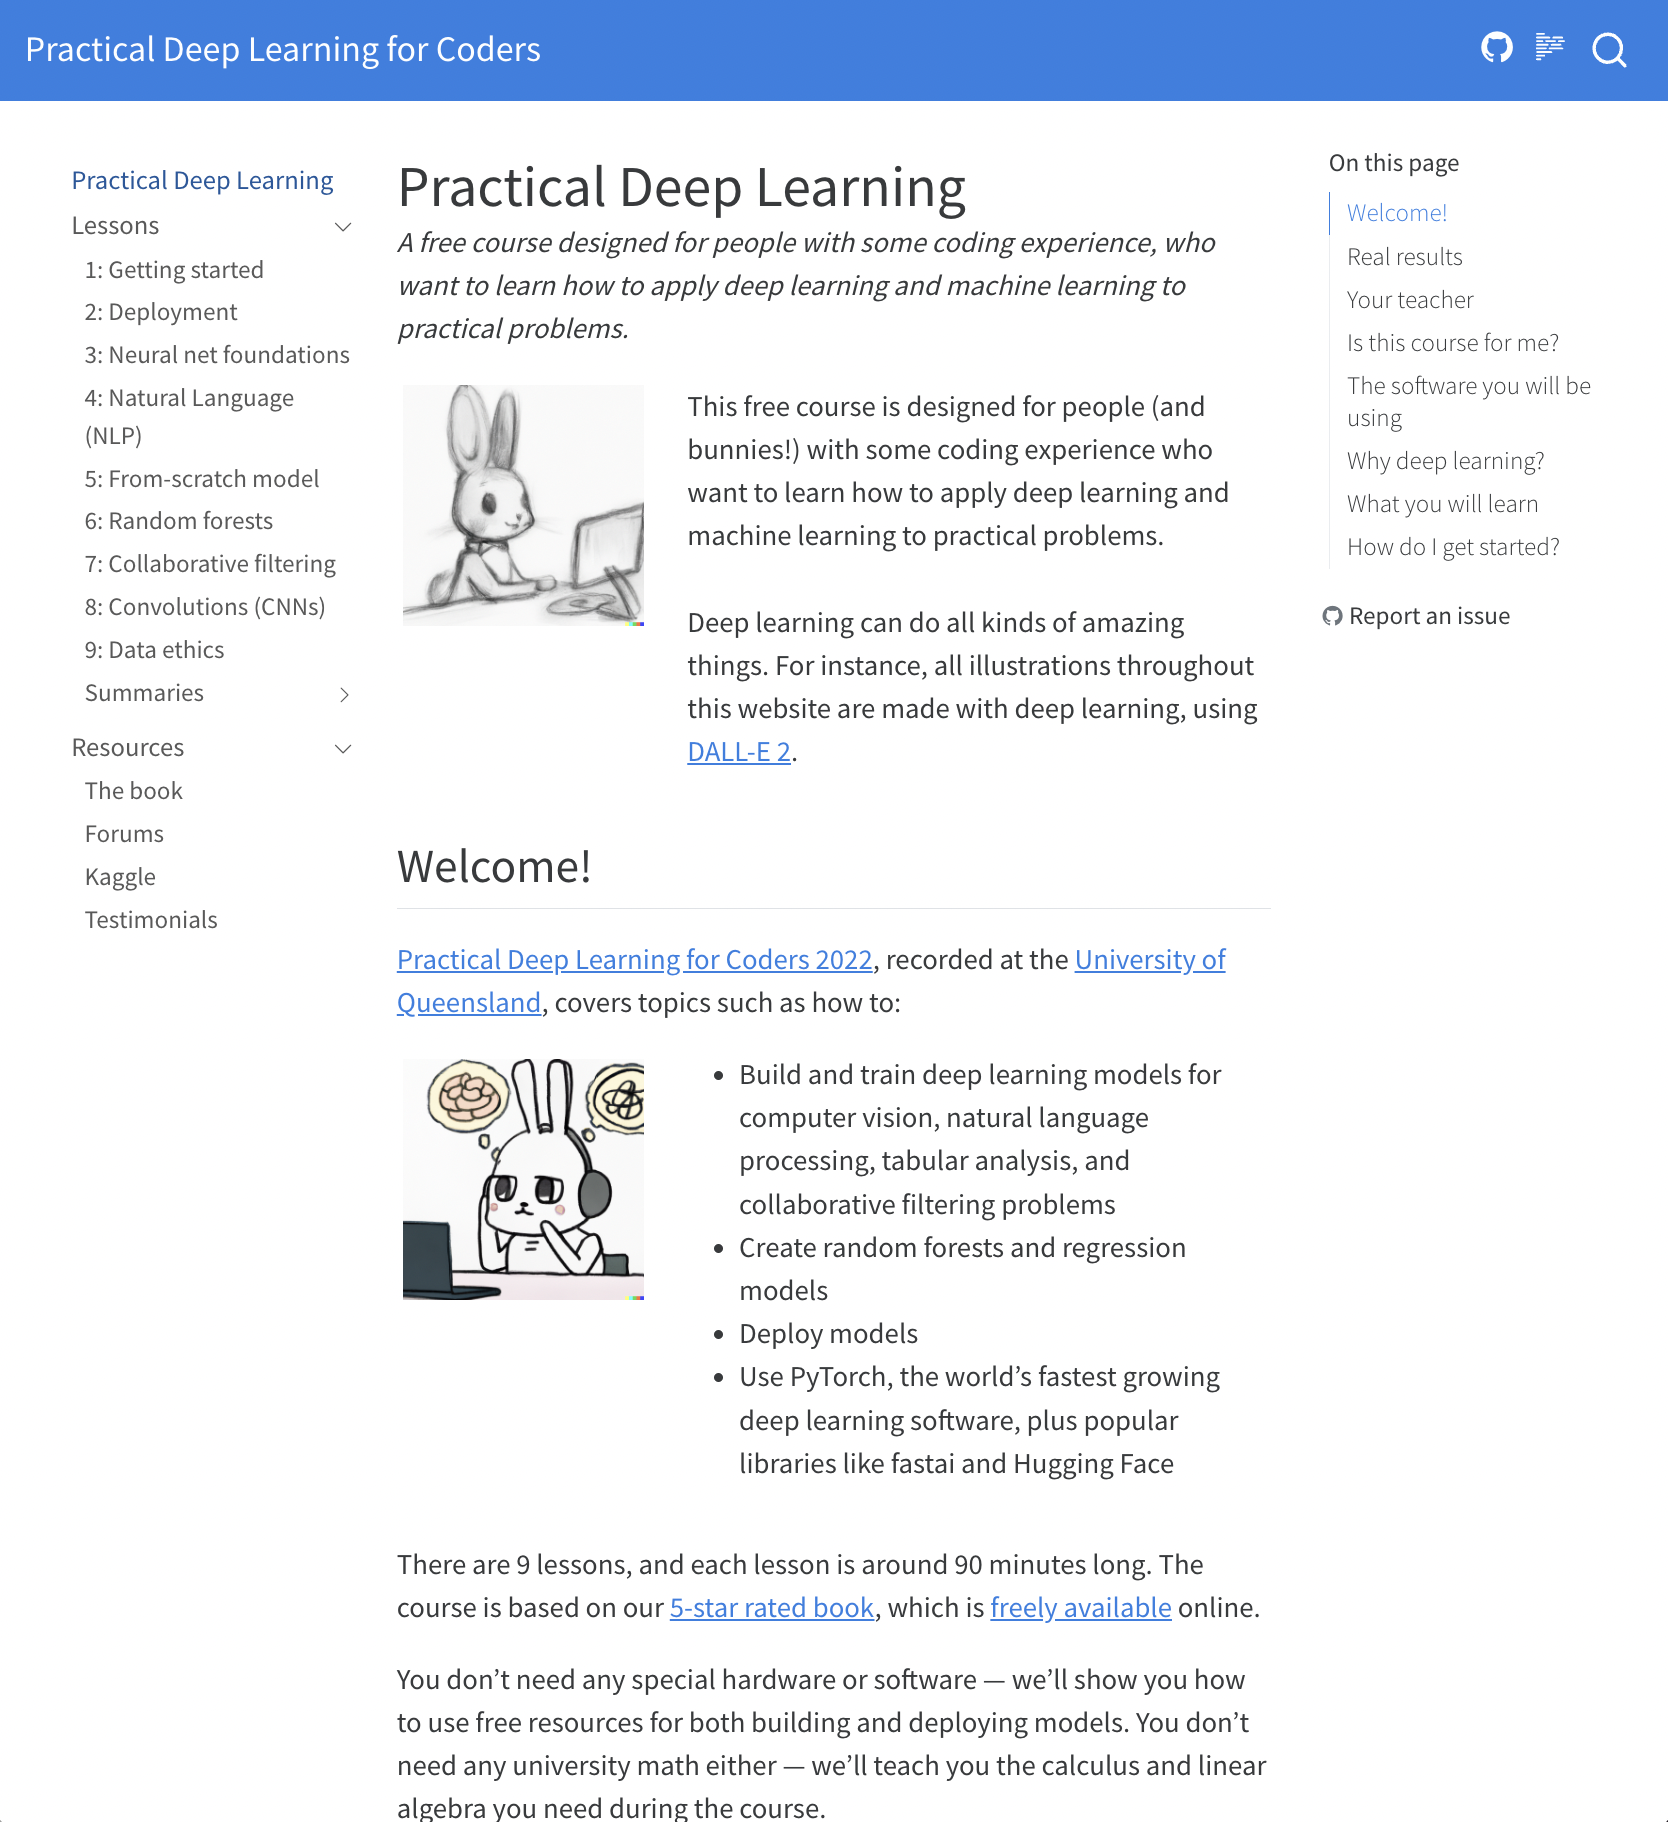 Practical Deep Learning for Coders
Practical Deep Learning
Lessons
1: Getting started
2: Deployment
3: Neural net foundations
4: Natural Language
(NLP)
5: From-scratch model
6: Random forests
7: Collaborative filtering
8: Convolutions (CNNs)
9: Data ethics
Summaries
Resources
The book
Forums
Kaggle
Testimonials
Practical Deep Learning
A free course designed for people with some coding experience, who
want to learn how to apply deep learning and machine learning to
practical problems.
This free course is designed for people (and
bunnies!) with some coding experience who
want to learn how to apply deep learning and
machine learning to practical problems.
Deep learning can do all kinds of amazing
things. For instance, all illustrations throughout
this website are made with deep learning, using
DALL-E 2.
Welcome!
Practical Deep Learning for Coders 2022, recorded at the University of
Queensland, covers topics such as how to:
• Build and train deep learning models for
computer vision, natural language
processing, tabular analysis, and
collaborative filtering problems
• Create random forests and regression
models
• Deploy models
• Use PyTorch, the world’s fastest growing
deep learning software, plus popular
libraries like fastai and Hugging Face
There are 9 lessons, and each lesson is around 90 minutes long. The
course is based on our 5-star rated book, which is freely available online.
You don’t need any special hardware or software — we’ll show you how
to use free resources for both building and deploying models. You don’t
need any university math either — we’ll teach you the calculus and linear
algebra you need during the course.
On this page
Welcome!
Real results
Your teacher
Is this course for me?
The software you will be
using
Why deep learning?
What you will learn
How do I get started?
Report an issue